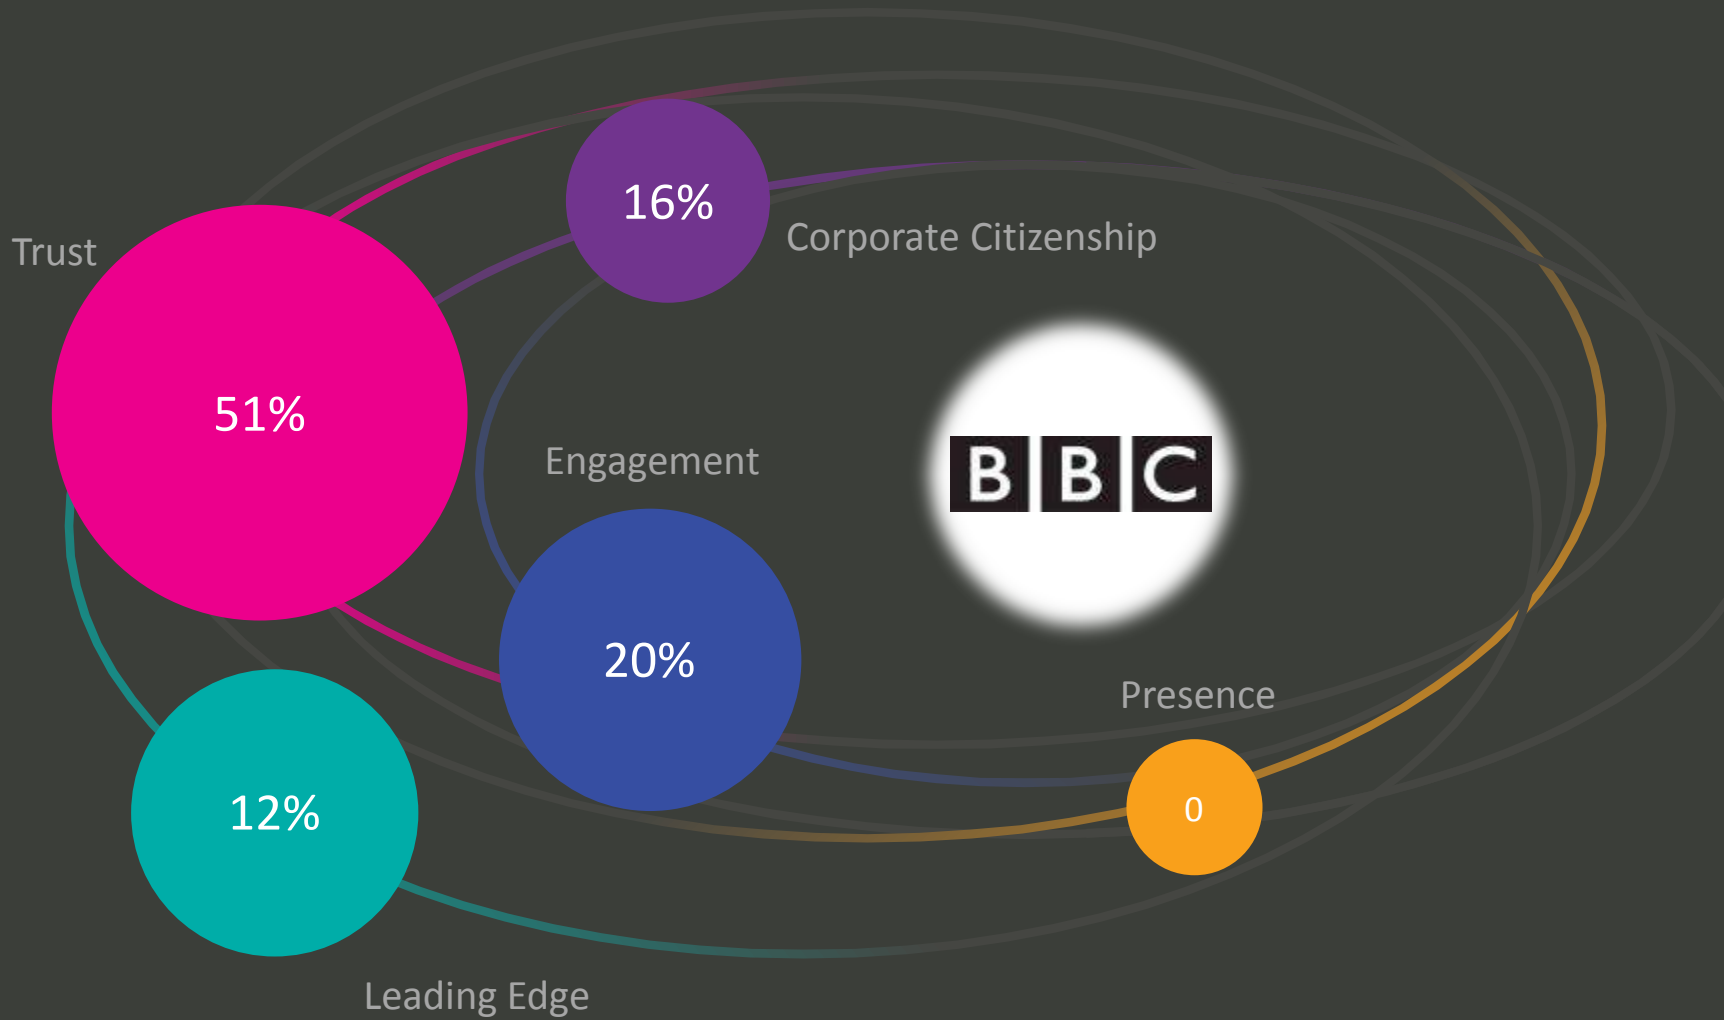 16%
Trust
Corporate Citizenship
51%
BBC
Engagement
20%
Presence
0
12%
Leading Edge